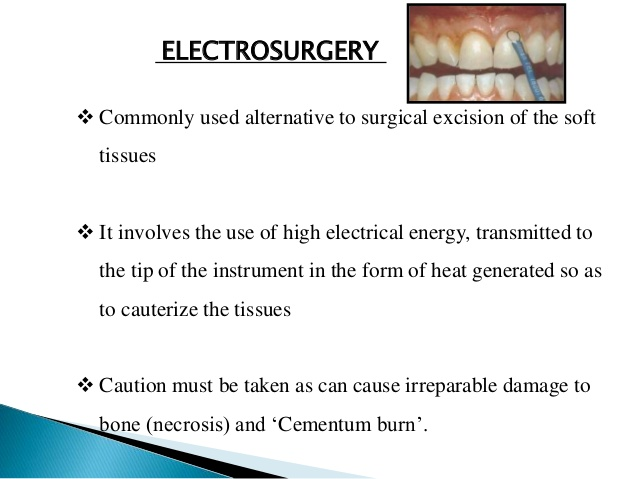 ELECTROSURGERY
❖ Commonly used alternative to surgical excision of the soft
tissues
❖ It involves the use of high electrical energy, transmitted to
the tip of the instrument in the form of heat generated so as
to cauterize the tissues
❖ Caution must be taken as can cause irreparable damage to
bone (necrosis) and ‘Cementum burn’.